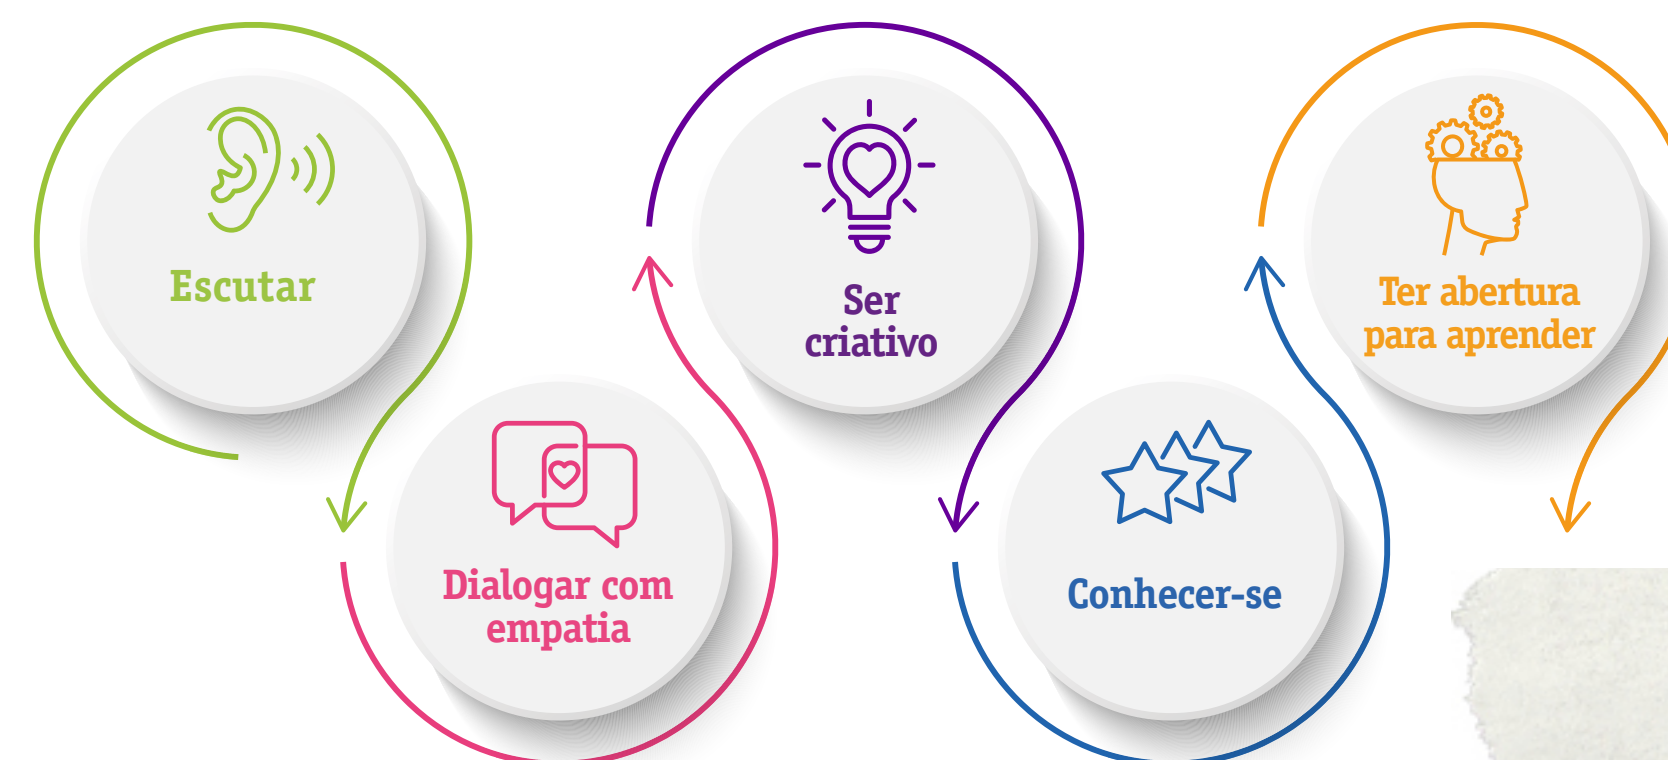 Escutar
Dialogar com
empatia
Ser
criativo
Conhecer-se
Ter abertura
para aprender